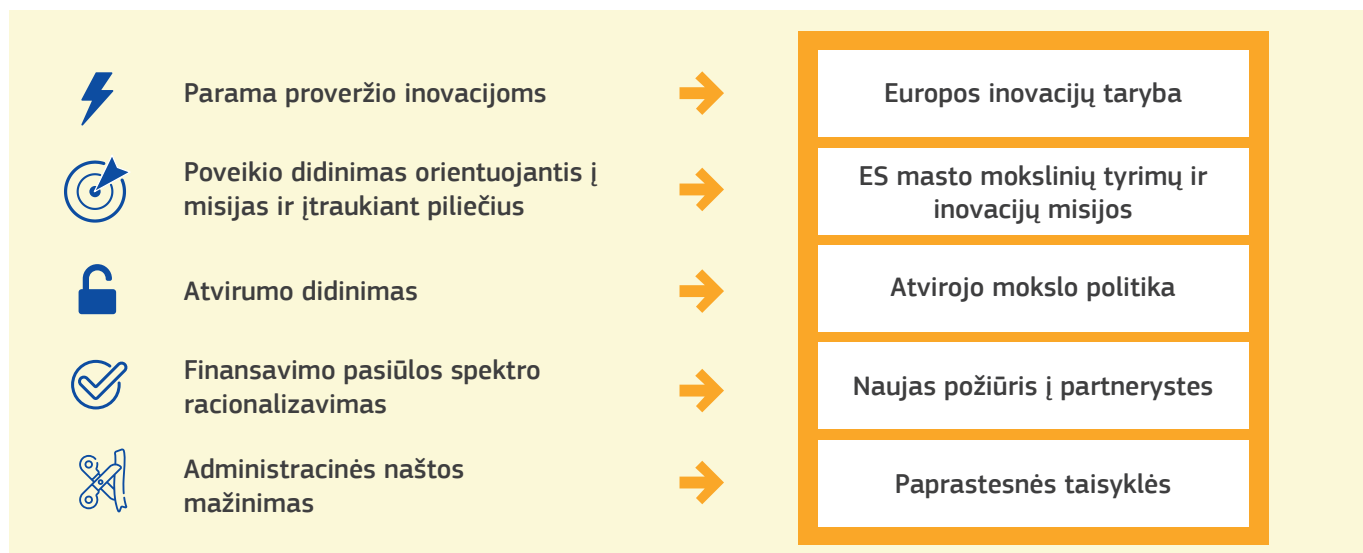 Parama proveržio inovacijoms
Europos inovacijų taryba
Poveikio didinimas orientuojantis į
misijas ir įtraukiant piliečius
ES masto mokslinių tyrimų ir
inovacijų misijos
Atvirumo didinimas
Atvirojo mokslo politika
Finansavimo pasiūlos spektro
racionalizavimas
Naujas požiūris į partnerystes
Administracinės naštos
mažinimas
Paprastesnės taisyklės